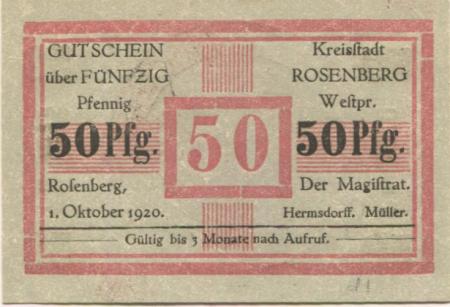 GUTSCHEIN
über FÜNFZIG
Pfennig
50 Pfg.
Rosenberg,
1. Oktober 1920.
50
Kreisstadt
ROSENBERG
Westpr.
50 Pfg.
Der Magistrat.
Hermsdorff. Müller.
Gültig bis 3 Monate nach Aufruf.